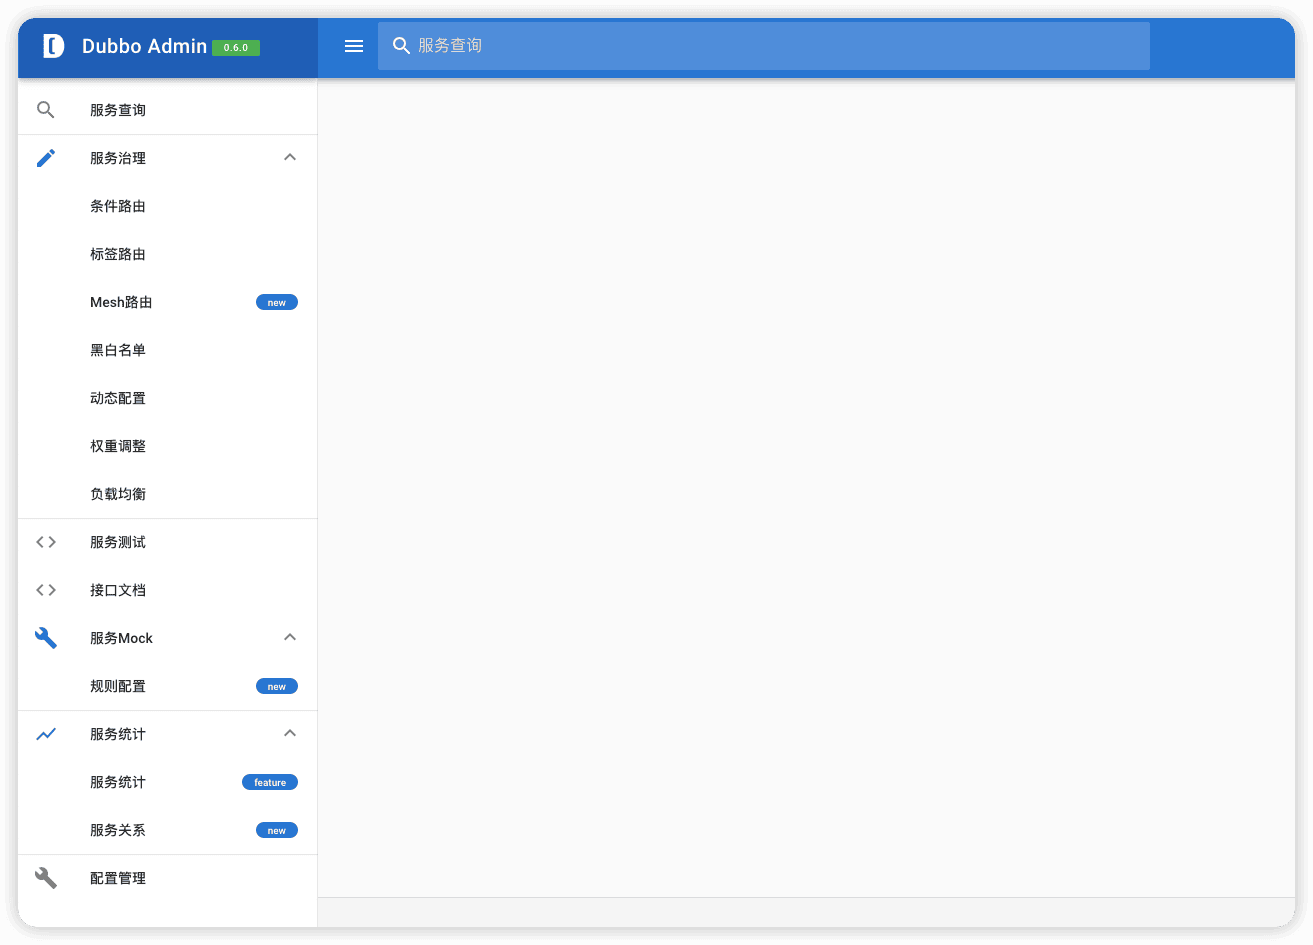 Dubbo Admin 0.6.0
服务查询
服务查询
服务治理
条件路由
标签路由
Mesh路由 new
黑白名单
动态配置
权重调整
负载均衡
服务测试
接口文档
服务Mock
规则配置 new
服务统计
服务统计 feature
服务关系 new
配置管理